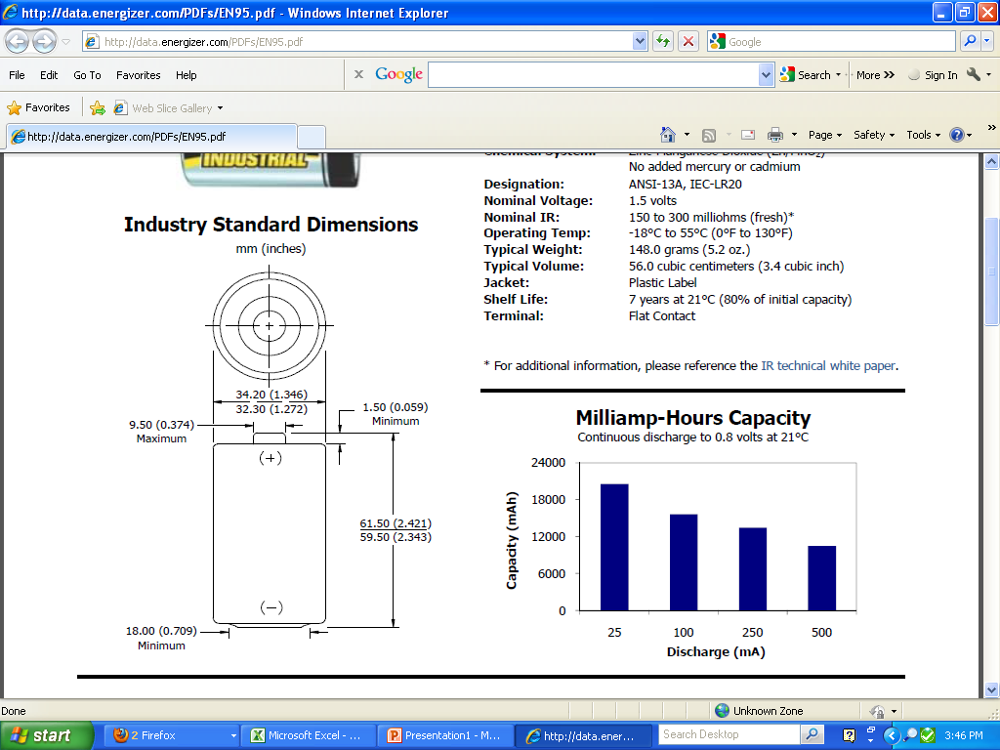 http://data.energizer.com/PDFs/EN95.pdf - Windows Internet Explorer
http://data.energizer.com/PDFs/EN95.pdf
Google
File Edit Go To Favorites Help
x Google Search More >> Sign In
Favorites Web Slice Gallery
http://data.energizer.com/PDFs/EN95.pdf
Page Safety Tools >>
INDUSTRIAL
Industry Standard Dimensions
mm (inches)
34.20 (1.346)
32.30 (1.272)
1.50 (0.059)
Minimum
9.50 (0.374)
Maximum
(+)
61.50 (2.421)
59.50 (2.343)
(−)
18.00 (0.709)
Minimum
Chemical System: Zinc-Manganese Dioxide (Zn/MnO₂)
No added mercury or cadmium
Designation: ANSI-13A, IEC-LR20
Nominal Voltage: 1.5 volts
Nominal IR: 150 to 300 milliohms (fresh)*
Operating Temp: -18°C to 55°C (0°F to 130°F)
Typical Weight: 148.0 grams (5.2 oz.)
Typical Volume: 56.0 cubic centimeters (3.4 cubic inch)
Jacket: Plastic Label
Shelf Life: 7 years at 21°C (80% of initial capacity)
Terminal: Flat Contact
* For additional information, please reference the IR technical white paper.
Milliamp-Hours Capacity
Continuous discharge to 0.8 volts at 21°C
Capacity (mAh)
24000
18000
12000
6000
0
25 100 250 500
Discharge (mA)
Done Unknown Zone
start 2 Firefox Microsoft Excel - ... Presentation1 - M... http://data.ener... Search Desktop ? 3:46 PM